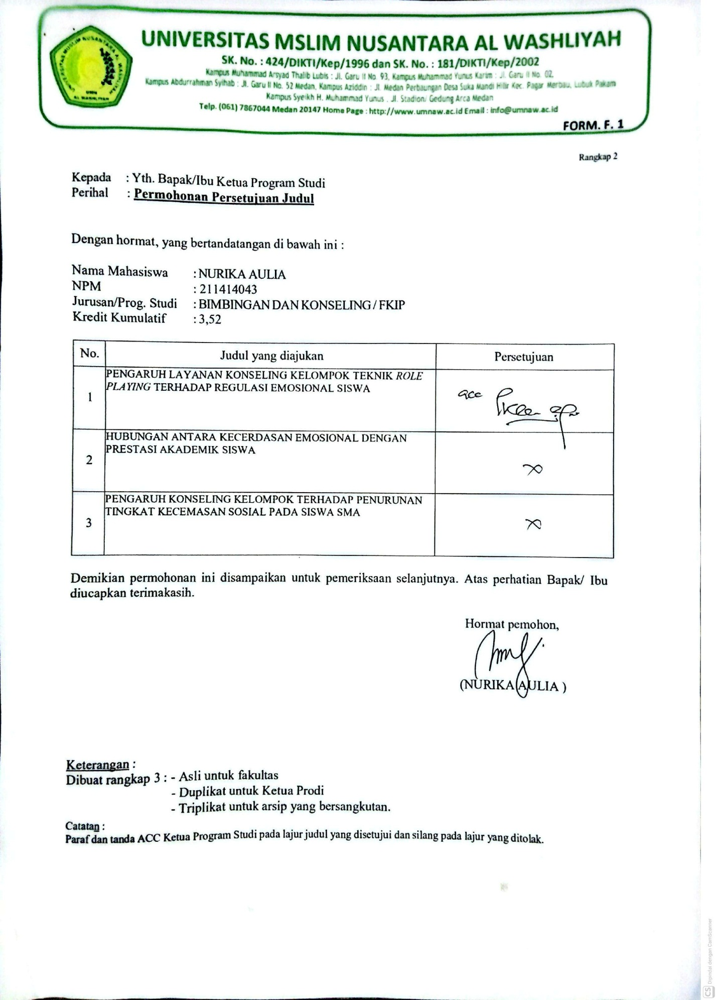 UNIVERSITAS MSLIM NUSANTARA AL WASHLIYAH
SK. No. : 424/DIKTI/Kep/1996 dan SK. No. : 181/DIKTI/Kep/2002
Kampus Muhammad Arsyad Thalib Lubis : Jl. Garu II No. 93, Kampus Muhammad Yunus Karim : Jl. Garu II No. 02,
Kampus Abdurrahman Syihab : Jl. Garu II No. 52 Medan, Kampus Aziddin : Jl. Medan Perbaungan Desa Suka Mandi Hilir Kec. Pagar Merbau, Lubuk Pakam
Kampus Syeikh H. Muhammad Yunus , Jl. Stadion/ Gedung Arca Medan
Telp. (061) 7867044 Medan 20147 Home Page : http://www.umnaw.ac.id Email : info@umnaw.ac.id
FORM. F. 1
UNIVERSITAS MUSLIM NUSANTARA AL WASHLIYAH
UMN
AL WASHLIYAH
Rangkap 2
Kepada : Yth. Bapak/Ibu Ketua Program Studi
Perihal : Permohonan Persetujuan Judul
Dengan hormat, yang bertandatangan di bawah ini :
Nama Mahasiswa : NURIKA AULIA
NPM : 211414043
Jurusan/Prog. Studi : BIMBINGAN DAN KONSELING / FKIP
Kredit Kumulatif : 3,52
No. Judul yang diajukan Persetujuan
PENGARUH LAYANAN KONSELING KELOMPOK TEKNIK ROLE
PLAYING TERHADAP REGULASI EMOSIONAL SISWA
1 acc
HUBUNGAN ANTARA KECERDASAN EMOSIONAL DENGAN
PRESTASI AKADEMIK SISWA
2
PENGARUH KONSELING KELOMPOK TERHADAP PENURUNAN
TINGKAT KECEMASAN SOSIAL PADA SISWA SMA
3
Demikian permohonan ini disampaikan untuk pemeriksaan selanjutnya. Atas perhatian Bapak/ Ibu
diucapkan terimakasih.
Hormat pemohon,
(NURIKA AULIA )
Keterangan :
Dibuat rangkap 3 : - Asli untuk fakultas
- Duplikat untuk Ketua Prodi
- Triplikat untuk arsip yang bersangkutan.
Catatan :
Paraf dan tanda ACC Ketua Program Studi pada lajur judul yang disetujui dan silang pada lajur yang ditolak.
CS Dipindai dengan CamScanner